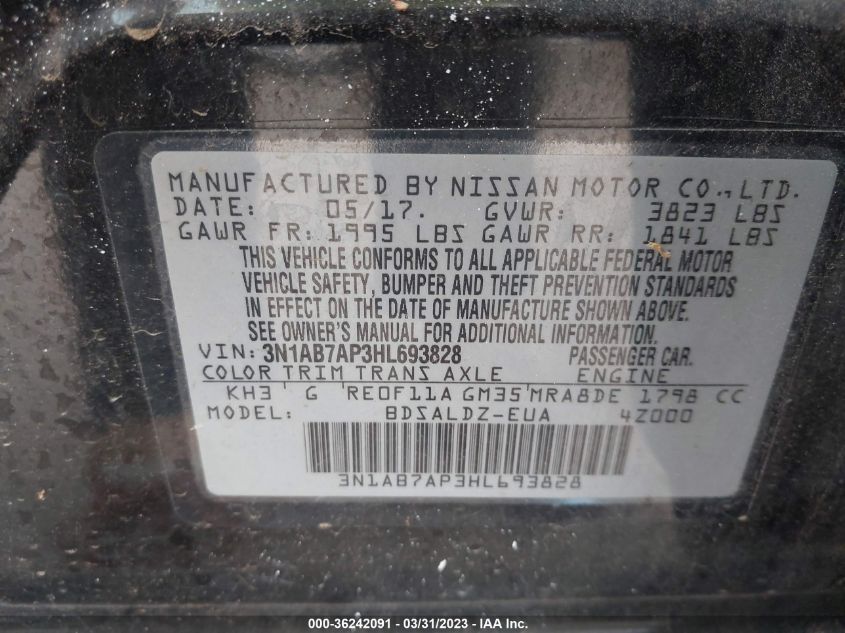 MANUFACTURED BY NISSAN MOTOR CO., LTD.
DATE: 05/17. GVWR: 3823 LBS
GAWR FR: 1995 LBS GAWR RR: 1841 LBS
THIS VEHICLE CONFORMS TO ALL APPLICABLE FEDERAL MOTOR
VEHICLE SAFETY, BUMPER AND THEFT PREVENTION STANDARDS
IN EFFECT ON THE DATE OF MANUFACTURE SHOWN ABOVE.
SEE OWNER'S MANUAL FOR ADDITIONAL INFORMATION.
VIN: 3N1AB7AP3HL693828 PASSENGER CAR.
COLOR TRIM TRANS AXLE ENGINE
KH3 G RE0F11A GM35 MRA8DE 1798 CC
MODEL: BDSALDZ-EUA 4Z000
3N1AB7AP3HL693828
000-36242091 - 03/31/2023 - IAA Inc.